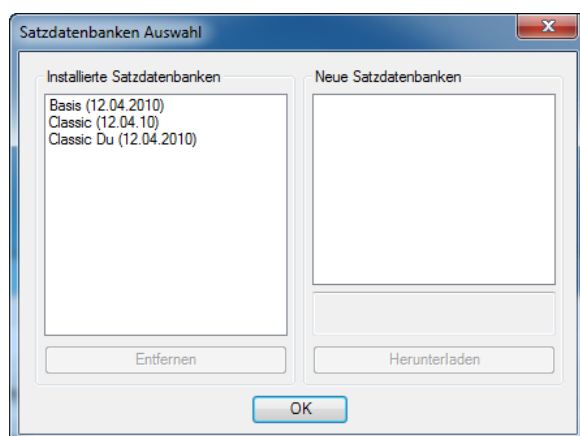 Satzdatenbanken Auswahl
Installierte Satzdatenbanken
Basis (12.04.2010)
Classic (12.04.10)
Classic Du (12.04.2010)
Entfernen
Neue Satzdatenbanken
Herunterladen
OK